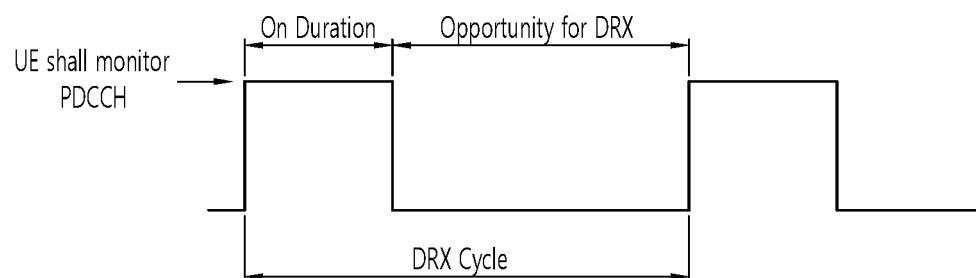 On Duration
Opportunity for DRX
UE shall monitor
PDCCH
DRX Cycle